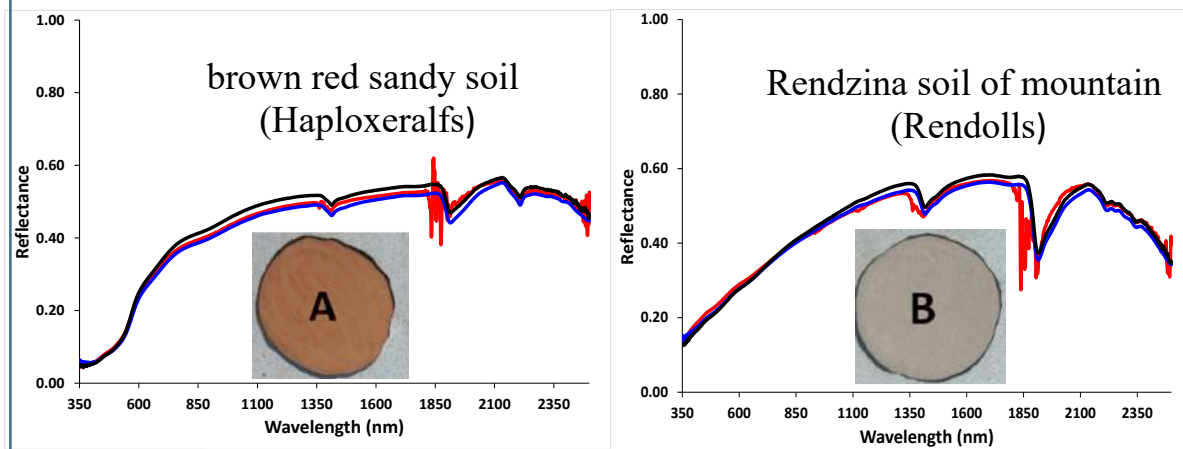 brown red sandy soil
(Haploxeralfs)
Reflectance
1.00
0.80
0.60
0.40
0.20
0.00
A
350 600 850 1100 1350 1600 1850 2100 2350
Wavelength (nm)
Rendzina soil of mountain
(Rendolls)
Reflectance
1.00
0.80
0.60
0.40
0.20
0.00
B
350 600 850 1100 1350 1600 1850 2100 2350
Wavelength (nm)